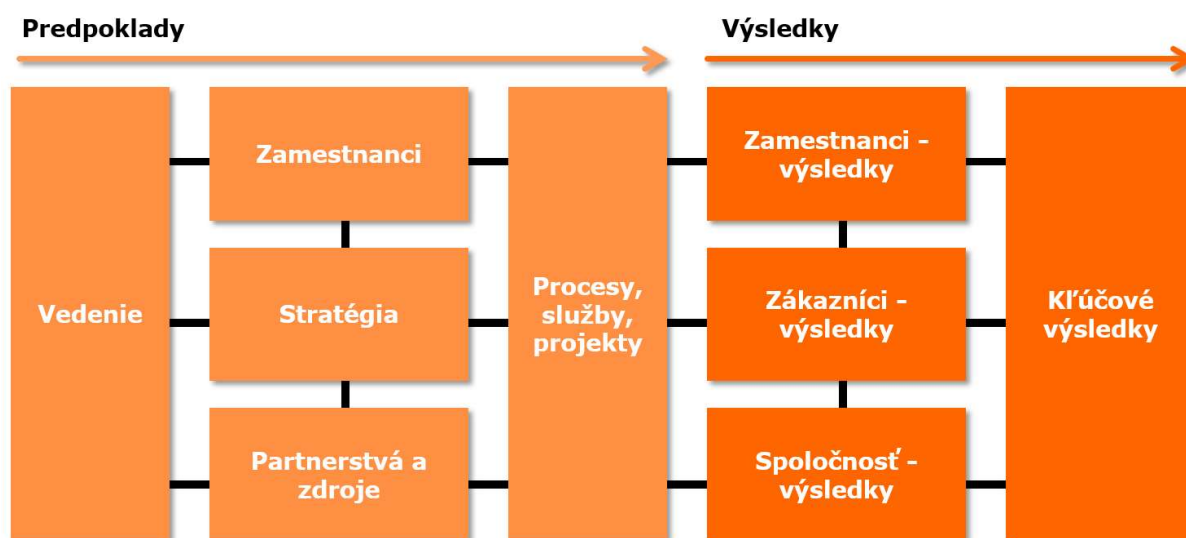 Predpoklady
Výsledky
Vedenie
Zamestnanci
Stratégia
Partnerstvá a
zdroje
Procesy,
služby,
projekty
Zamestnanci -
výsledky
Zákazníci -
výsledky
Spoločnosť -
výsledky
Kľúčové
výsledky